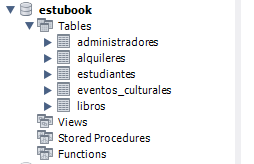 estubook
Tables
administradores
alquileres
estudiantes
eventos_culturales
libros
Views
Stored Procedures
Functions